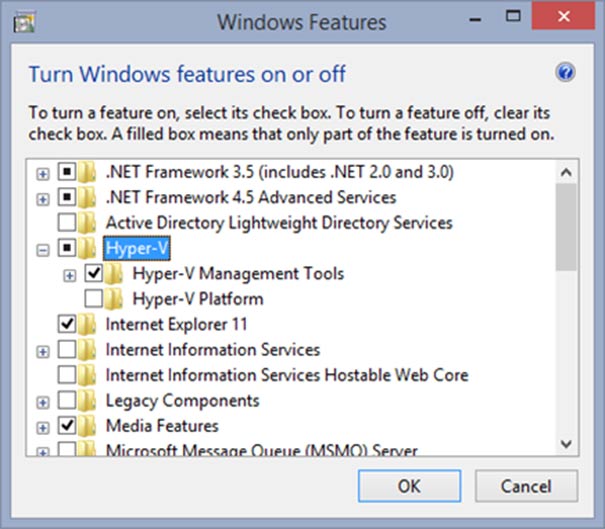 Windows Features
Turn Windows features on or off
To turn a feature on, select its check box. To turn a feature off, clear its
check box. A filled box means that only part of the feature is turned on.
.NET Framework 3.5 (includes .NET 2.0 and 3.0)
.NET Framework 4.5 Advanced Services
Active Directory Lightweight Directory Services
Hyper-V
Hyper-V Management Tools
Hyper-V Platform
Internet Explorer 11
Internet Information Services
Internet Information Services Hostable Web Core
Legacy Components
Media Features
Microsoft Message Queue (MSMQ) Server
OK Cancel